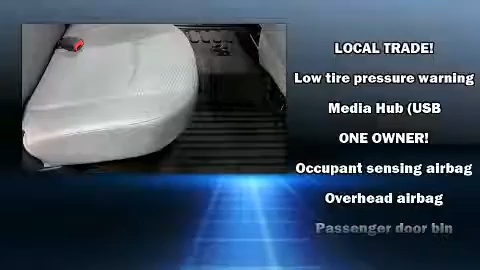 LOCAL TRADE!
Low tire pressure warning
Media Hub (USB
ONE OWNER!
Occupant sensing airbag
Overhead airbag
Passenger door bin